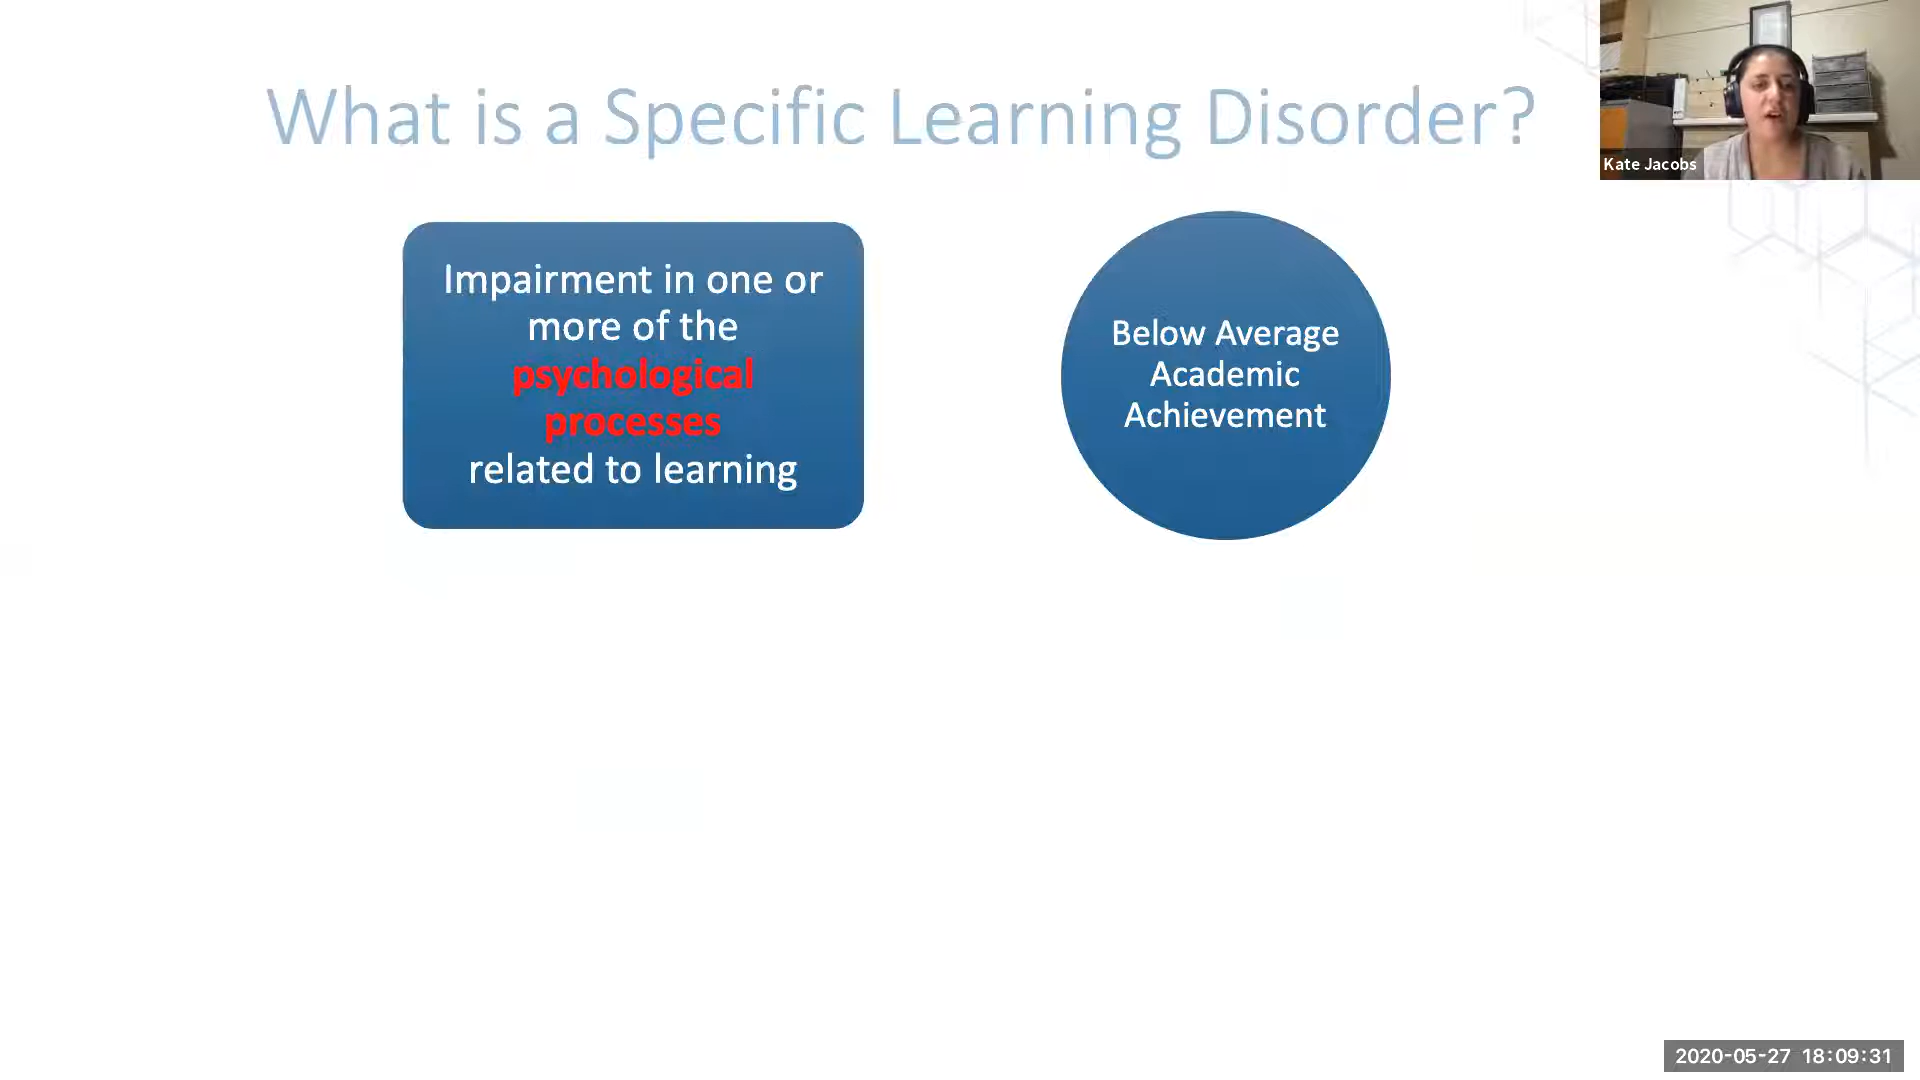 What is a Specific Learning Disorder?
Kate Jacobs
Impairment in one or
more of the
psychological
processes
related to learning
Below Average
Academic
Achievement
2020-05-27 18:09:31